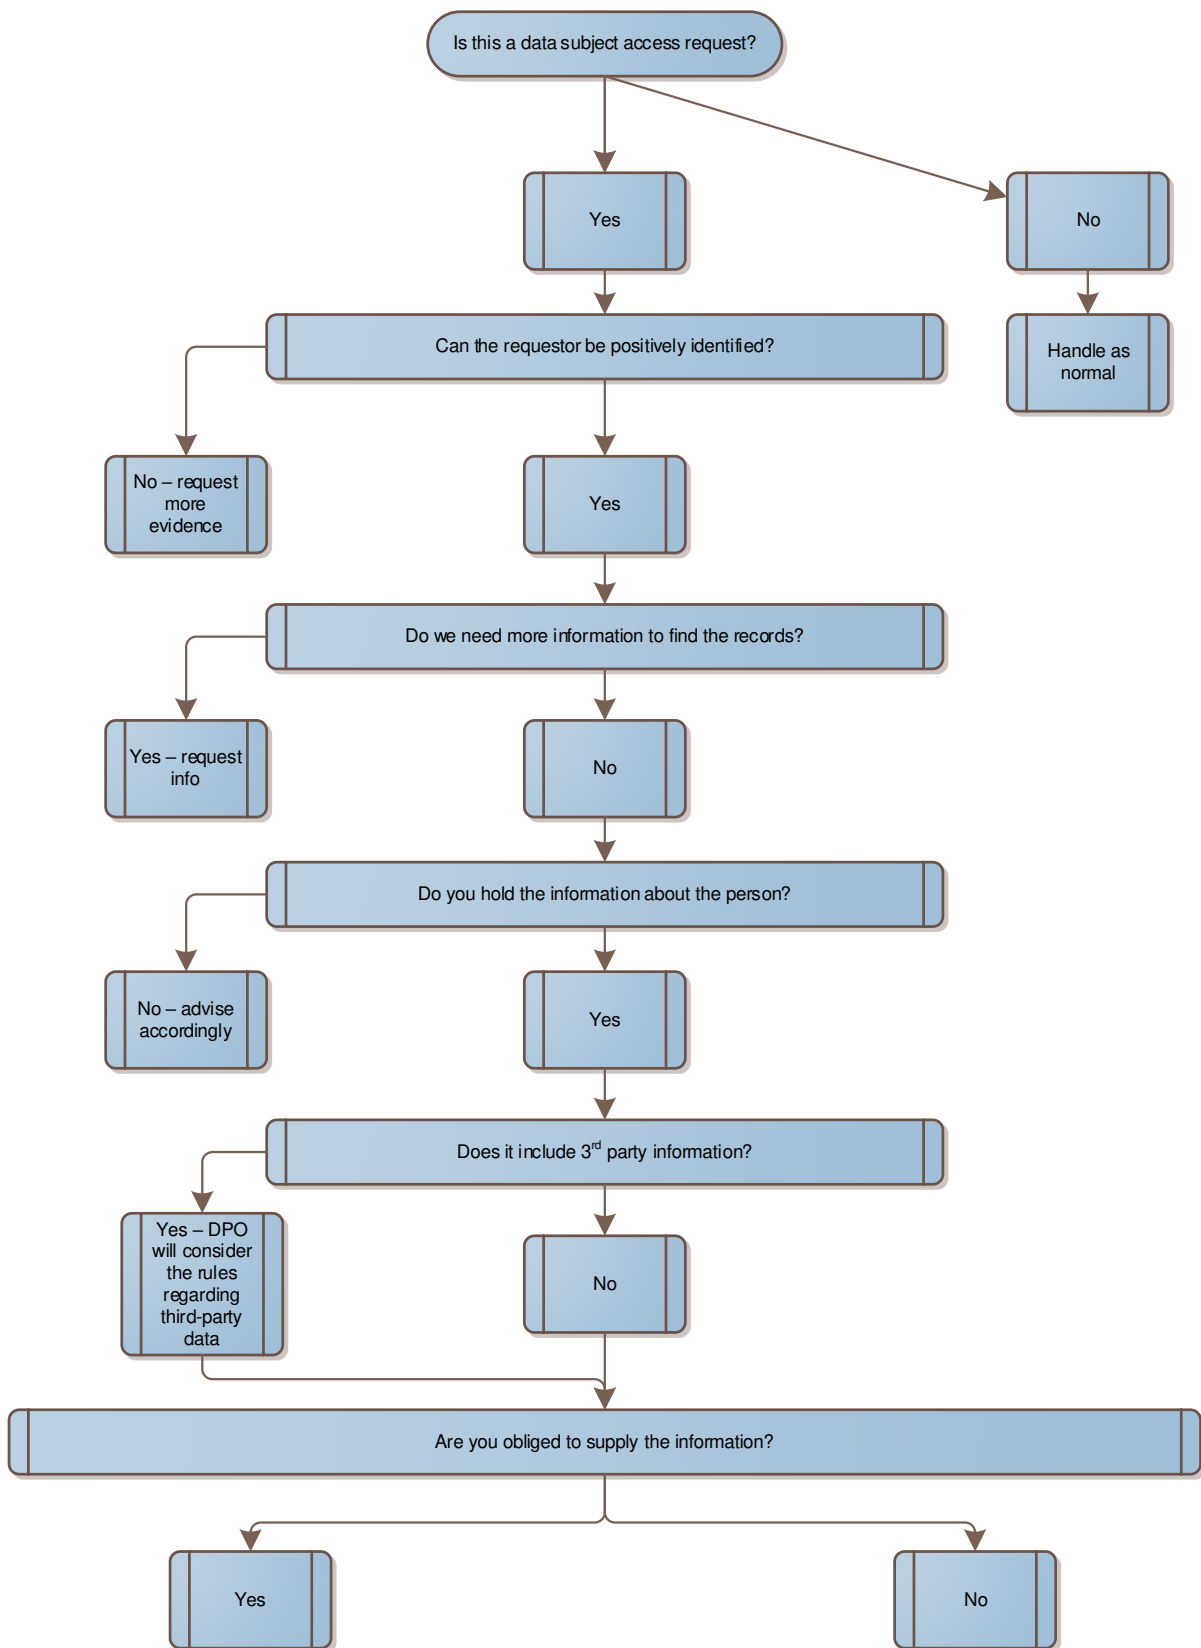 Is this a data subject access request?
Yes
No
Can the requestor be positively identified?
Handle as
normal
No – request
more
evidence
Yes
Do we need more information to find the records?
Yes – request
info
No
Do you hold the information about the person?
No – advise
accordingly
Yes
Does it include 3rd party information?
Yes – DPO
will consider
the rules
regarding
third-party
data
No
Are you obliged to supply the information?
Yes
No